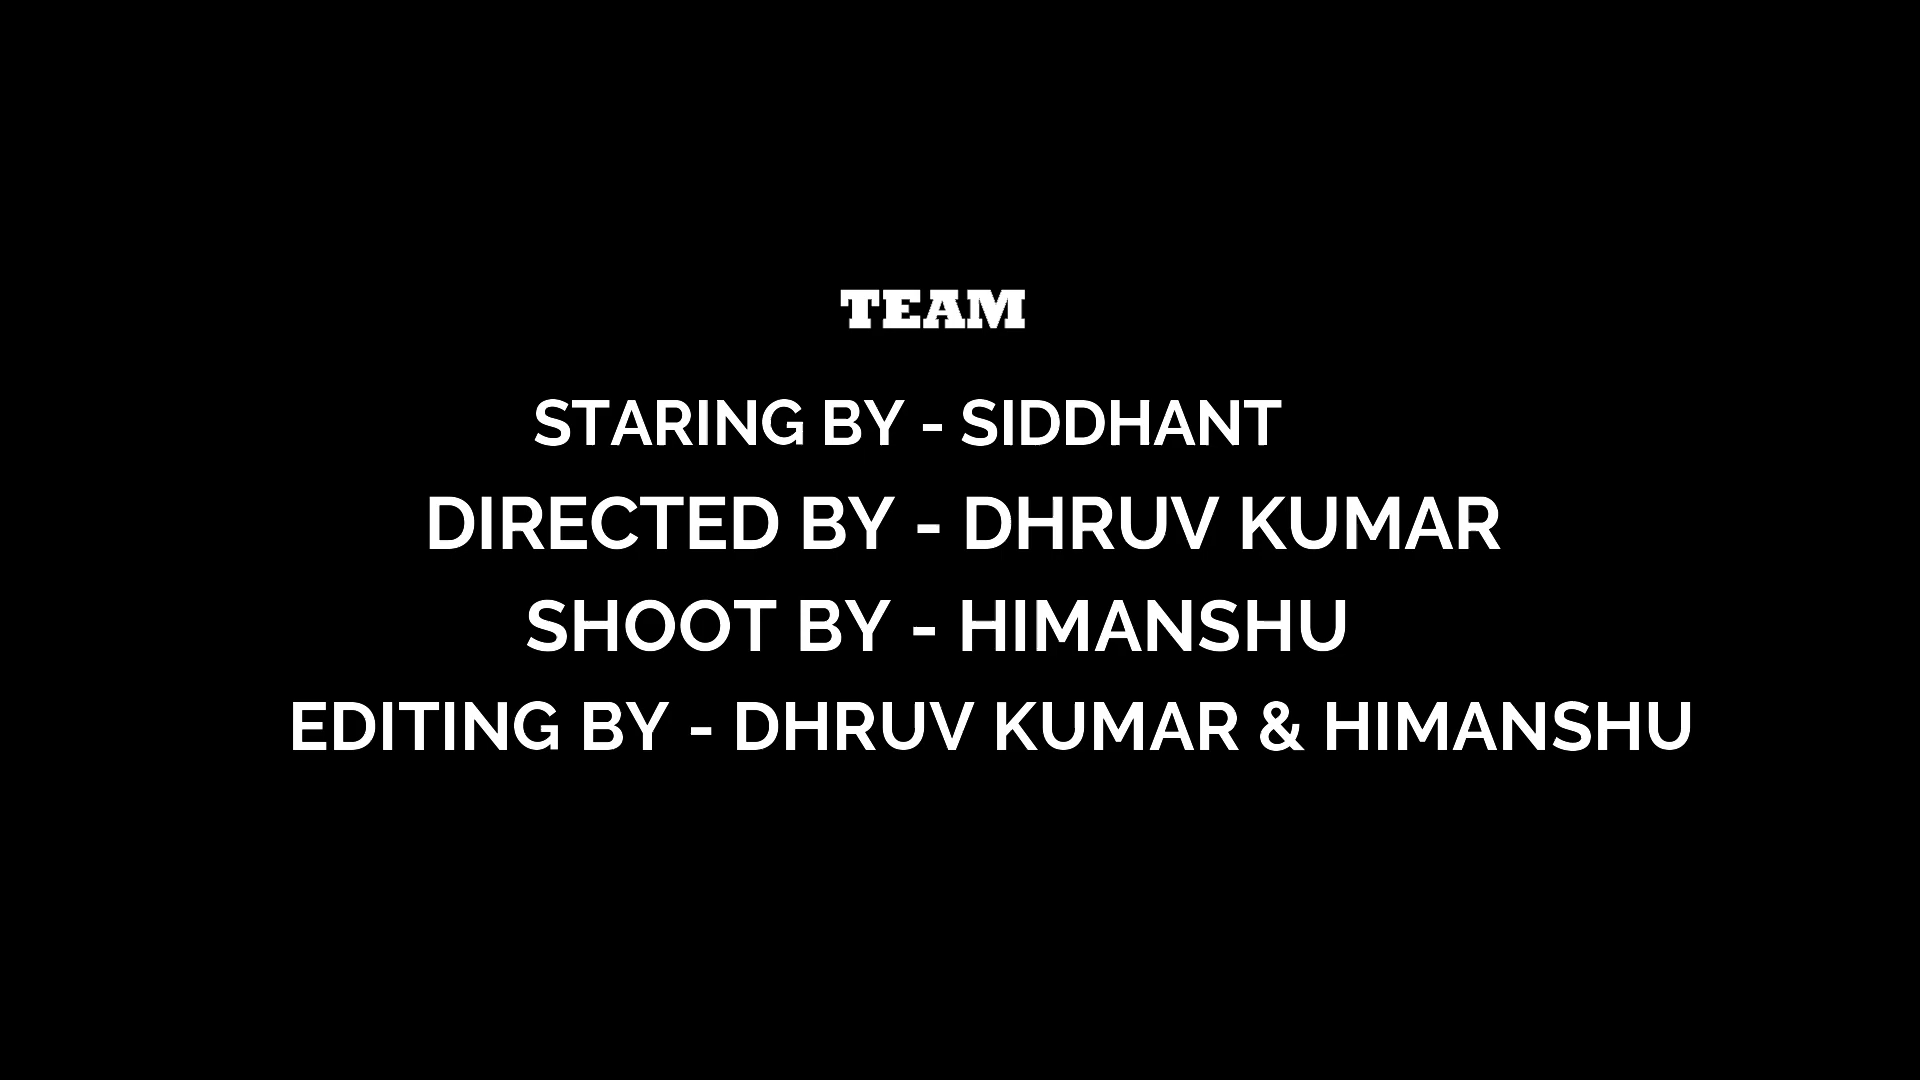 TEAM
STARING BY - SIDDHANT
DIRECTED BY - DHRUV KUMAR
SHOOT BY - HIMANSHU
EDITING BY - DHRUV KUMAR & HIMANSHU